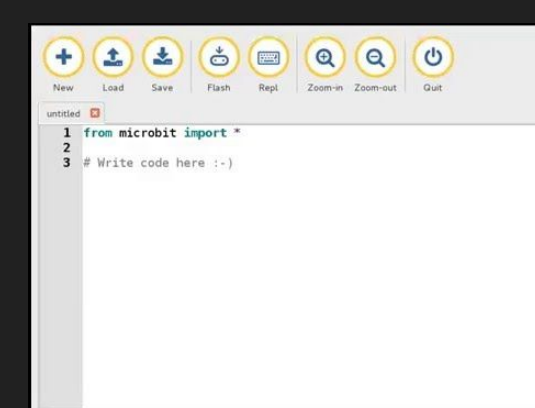 New Load Save Flash Repl Zoom-in Zoom-out Quit
untitled
1 from microbit import *
2
3 # Write code here :-)